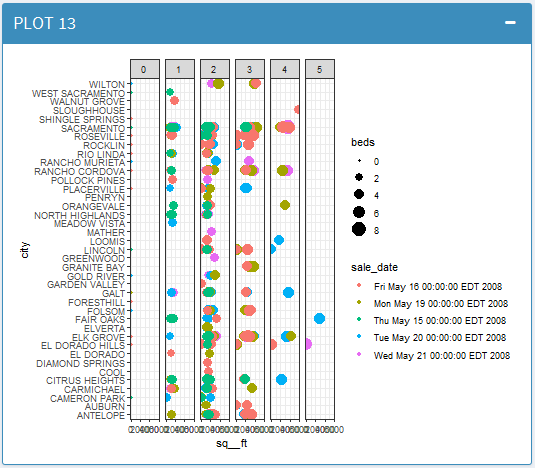 PLOT 13
0 1 2 3 4 5
WILTON
WEST SACRAMENTO
WALNUT GROVE
SLOUGHHOUSE
SHINGLE SPRINGS
SACRAMENTO
ROSEVILLE
ROCKLIN
RIO LINDA
RANCHO MURIETA
RANCHO CORDOVA
POLLOCK PINES
PLACERVILLE
PENRYN
ORANGEVALE
NORTH HIGHLANDS
MEADOW VISTA
MATHER
LOOMIS
LINCOLN
GREENWOOD
GRANITE BAY
GOLD RIVER
GARDEN VALLEY
GALT
FORESTHILL
FOLSOM
FAIR OAKS
ELVERTA
ELK GROVE
EL DORADO HILLS
EL DORADO
DIAMOND SPRINGS
COOL
CITRUS HEIGHTS
CARMICHAEL
CAMERON PARK
AUBURN
ANTELOPE
city
sq__ft
beds
0
2
4
6
8
sale_date
Fri May 16 00:00:00 EDT 2008
Mon May 19 00:00:00 EDT 2008
Thu May 15 00:00:00 EDT 2008
Tue May 20 00:00:00 EDT 2008
Wed May 21 00:00:00 EDT 2008